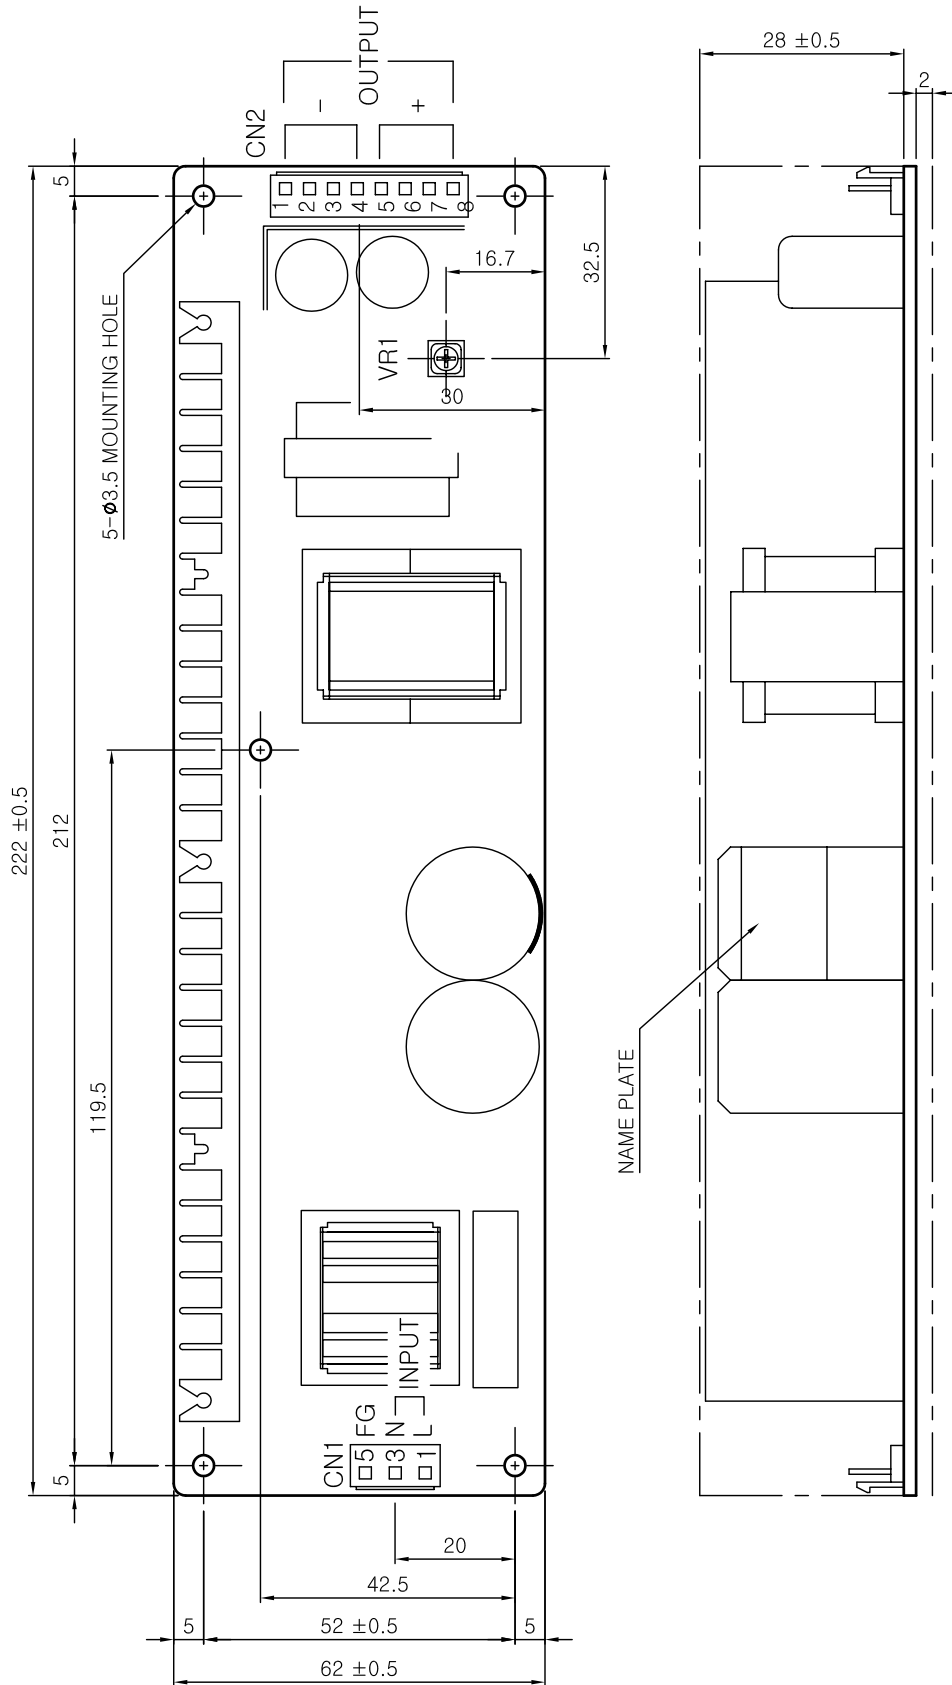 28 ±0.5
2
OUTPUT
- +
CN2
1 2 3 4 5 6 7 8
5
16.7
32.5
5-ø3.5 MOUNTING HOLE
VR1
30
222 ±0.5
212
119.5
NAME PLATE
INPUT
FG N L
CN1
5 3 1
5
20
42.5
5 52 ±0.5 5
62 ±0.5